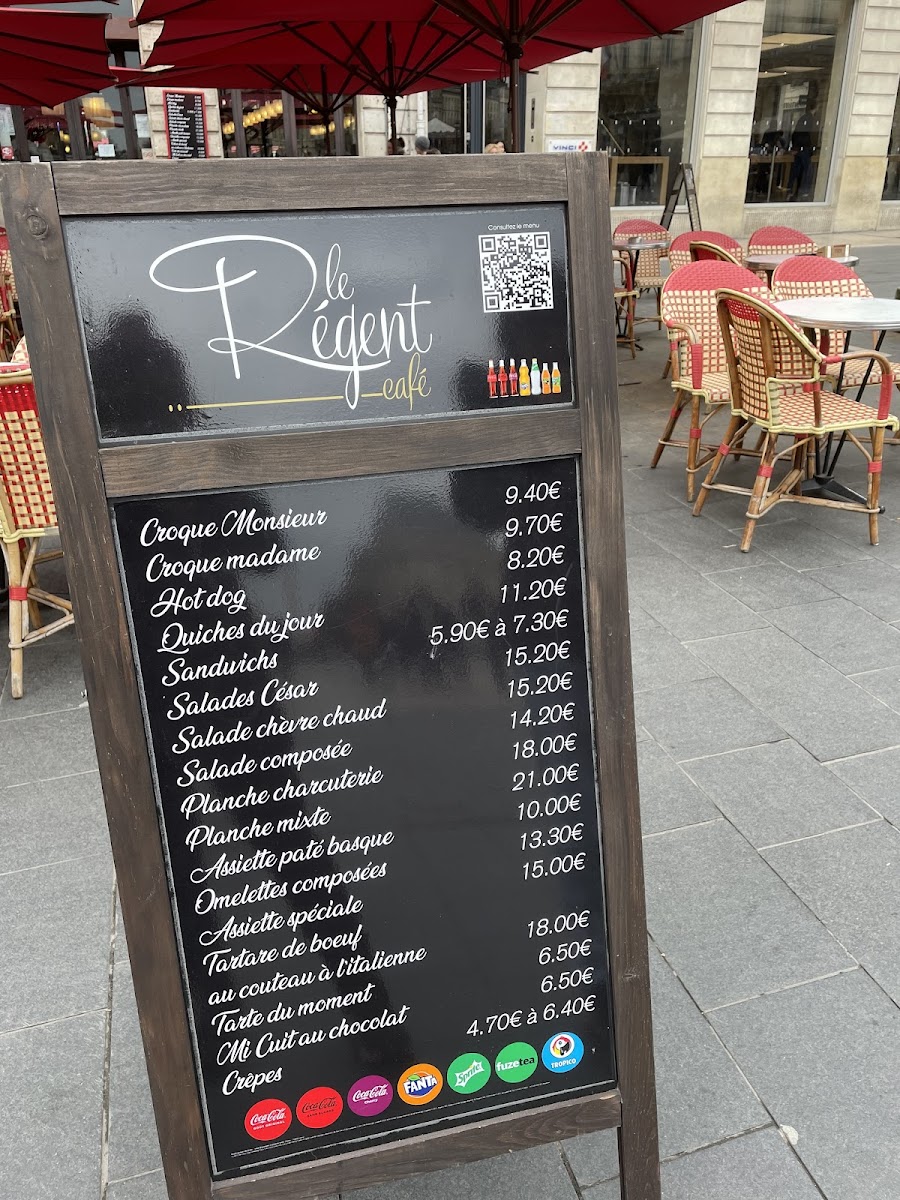 VINCI
Consultez le menu
le
Régent
café
Croque Monsieur 9.40€
Croque madame 9.70€
Hot dog 8.20€
Quiches du jour 11.20€
Sandwichs 5.90€ à 7.30€
Salades César 15.20€
Salade chèvre chaud 15.20€
Salade composée 14.20€
Planche charcuterie 18.00€
Planche mixte 21.00€
Assiette paté basque 10.00€
Omelettes composées 13.30€
Assiette spéciale 15.00€
Tartare de boeuf
au couteau à l'italienne 18.00€
Tarte du moment 6.50€
Mi Cuit au chocolat 6.50€
Crêpes 4.70€ à 6.40€
Coca-Cola
Coca-Cola
Coca-Cola
FANTA
Sprite
fuzetea
TROPICO